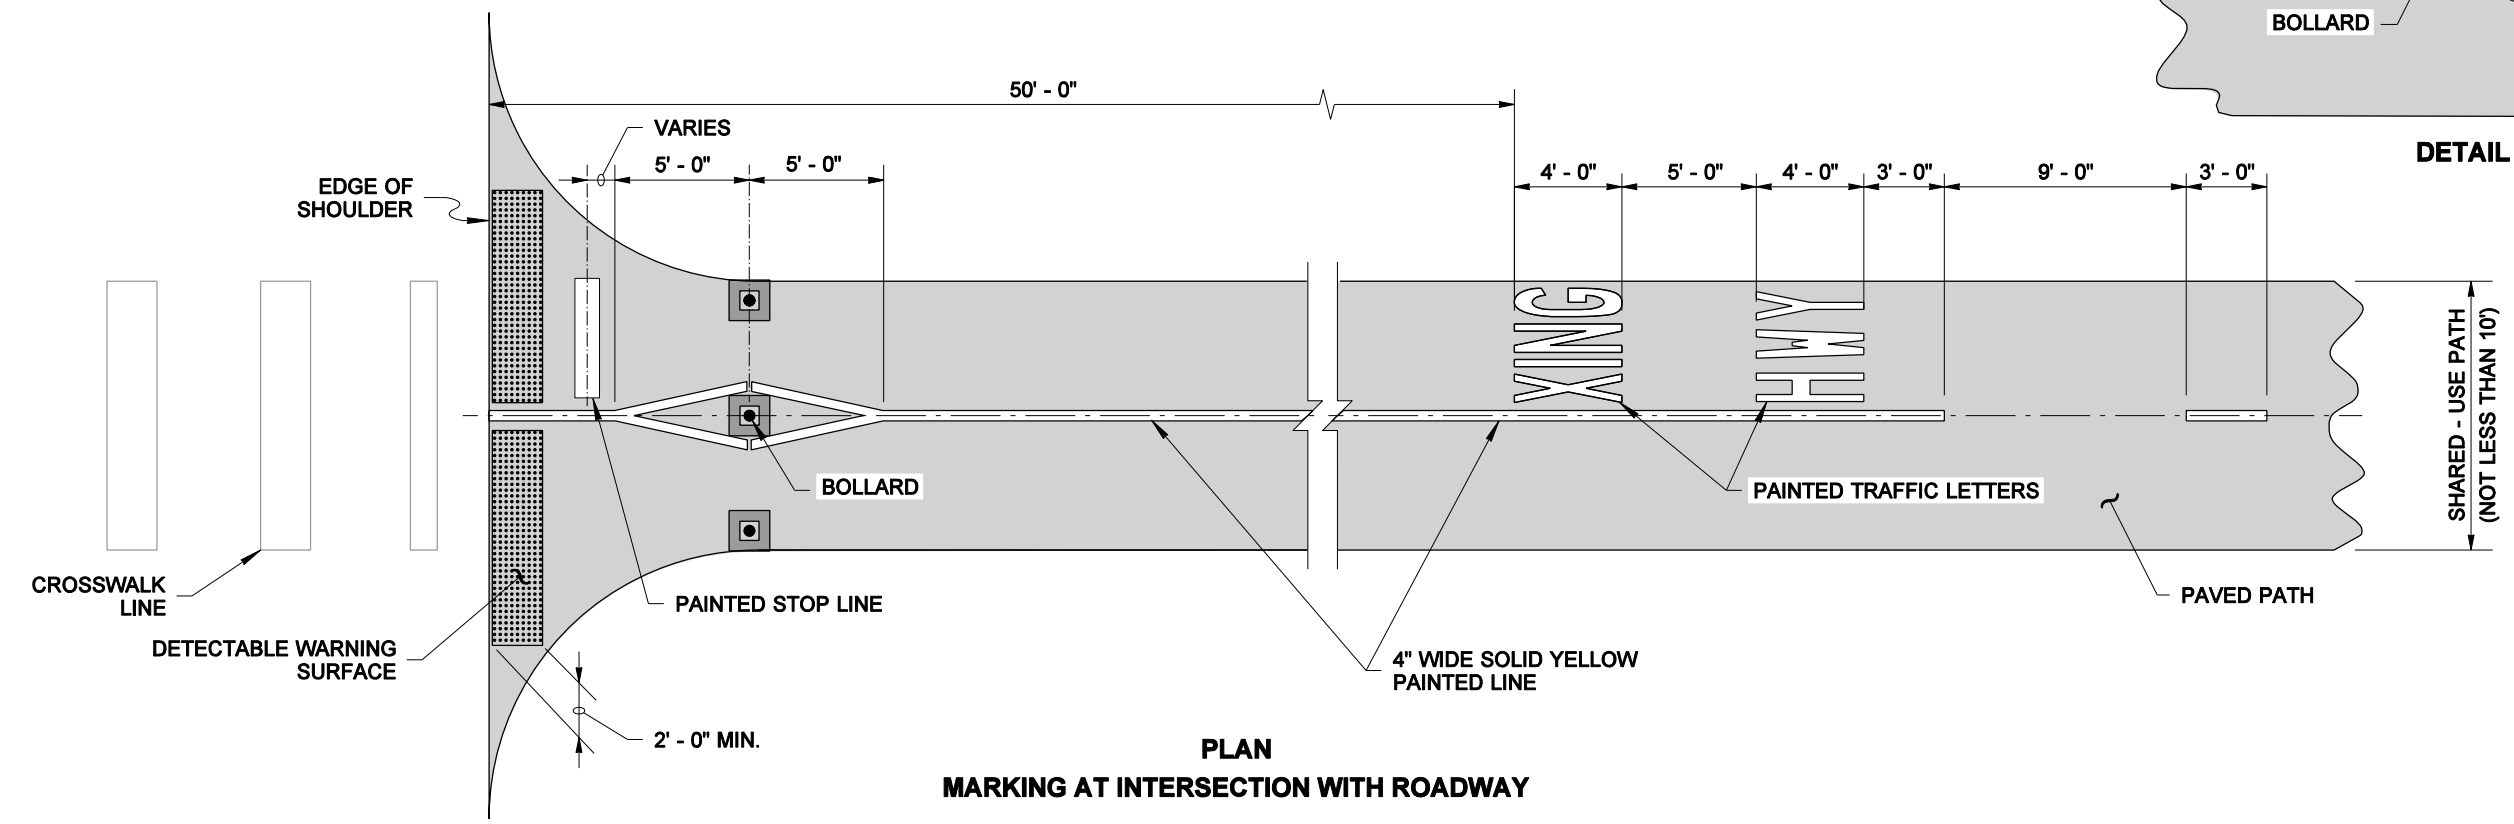 BOLLARD
DETAIL
50' - 0"
VARIES
5' - 0"
5' - 0"
4' - 0"
5' - 0"
4' - 0"
3' - 0"
9' - 0"
3' - 0"
EDGE OF
SHOULDER
XING
HWY
SHARED - USE PATH
(NOT LESS THAN 10')
BOLLARD
PAINTED TRAFFIC LETTERS
CROSSWALK
LINE
PAINTED STOP LINE
PAVED PATH
DETECTABLE WARNING
SURFACE
4" WIDE SOLID YELLOW
PAINTED LINE
2' - 0" MIN.
PLAN
MARKING AT INTERSECTION WITH ROADWAY